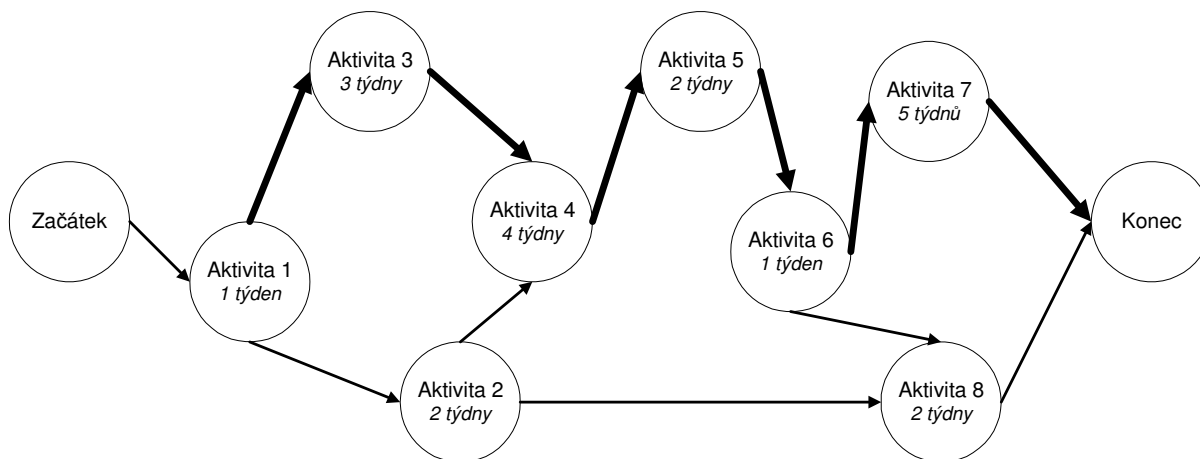 Začátek
Aktivita 1
1 týden
Aktivita 3
3 týdny
Aktivita 2
2 týdny
Aktivita 4
4 týdny
Aktivita 5
2 týdny
Aktivita 6
1 týden
Aktivita 7
5 týdnů
Aktivita 8
2 týdny
Konec